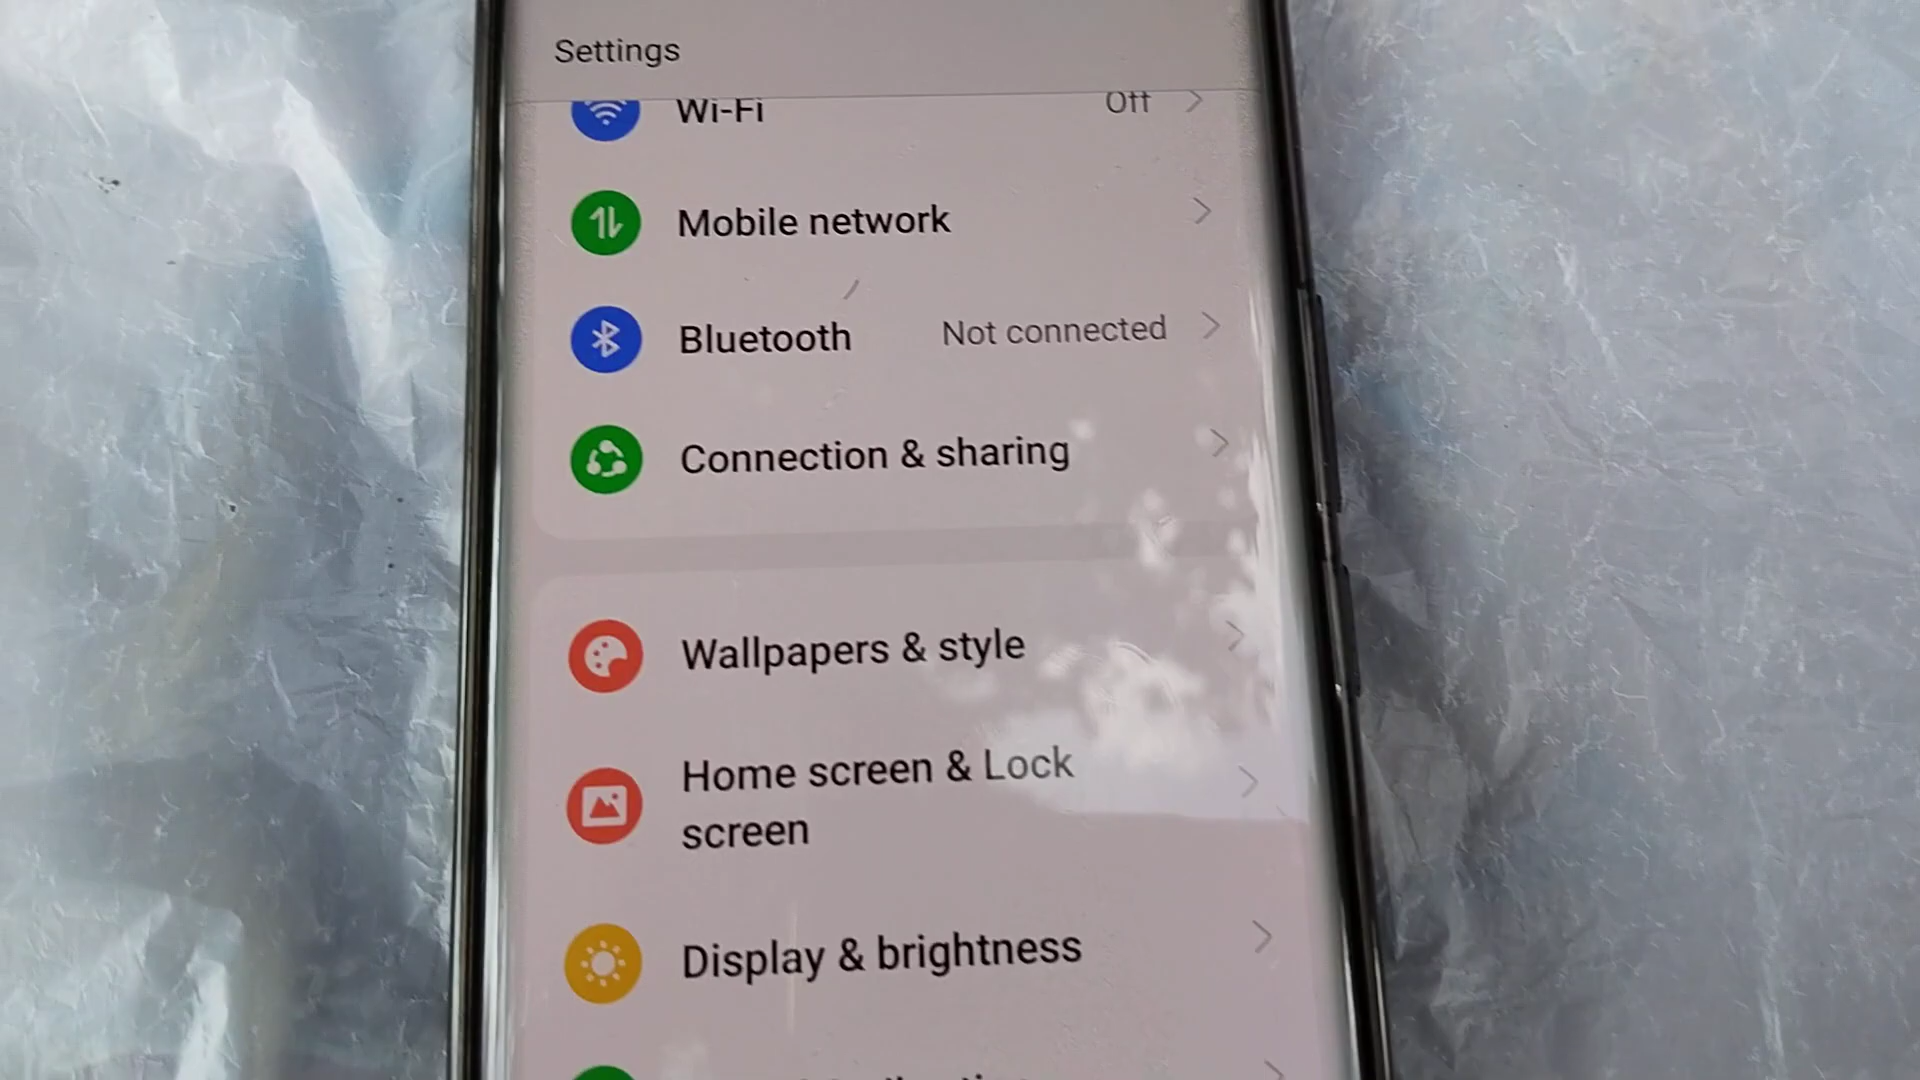 Settings
Wi-Fi
Off
Mobile network
Bluetooth
Not connected
Connection & sharing
Wallpapers & style
Home screen & Lock
screen
Display & brightness